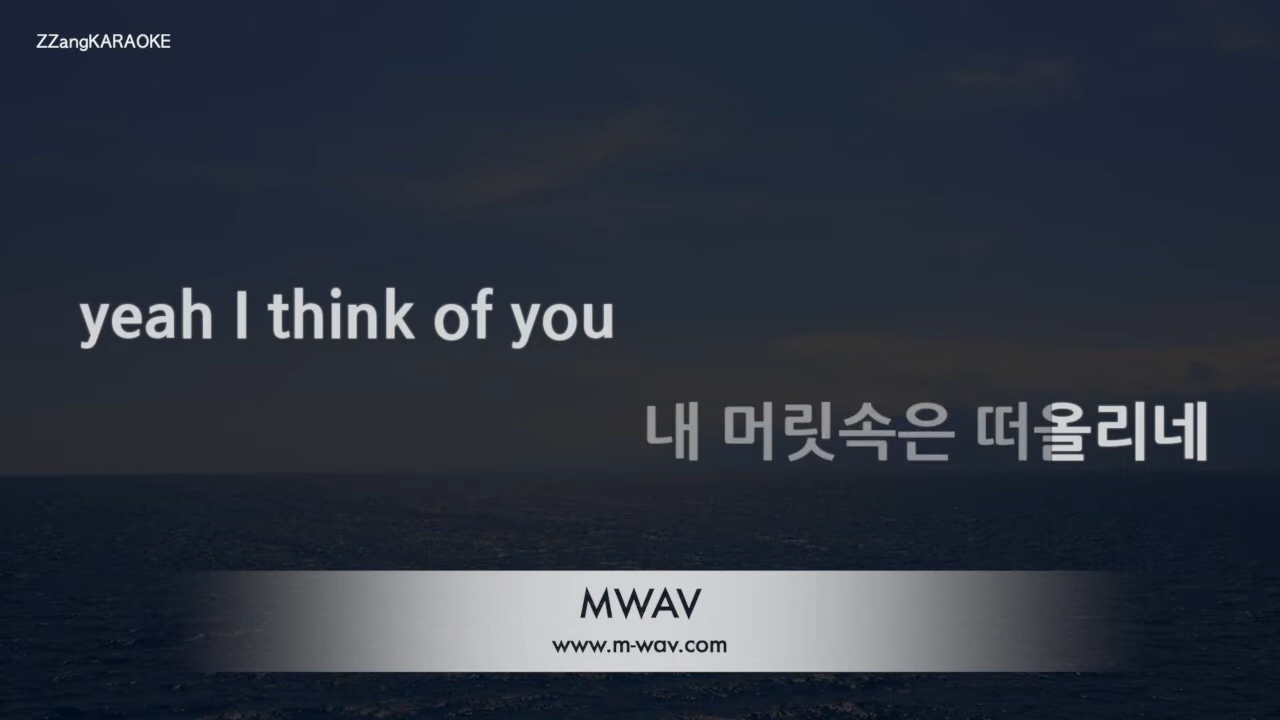 ZZangKARAOKE
yeah I think of you
내 머릿속은 떠올리네
MWAV
www.m-wav.com